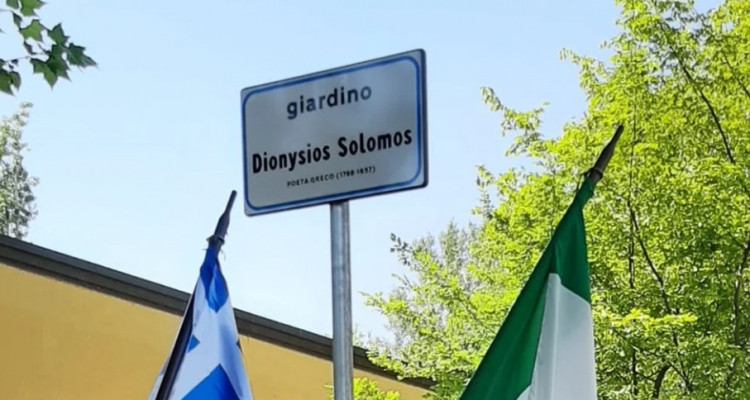 giardino
Dionysios Solomos
POETA GRECO (1798-1857)